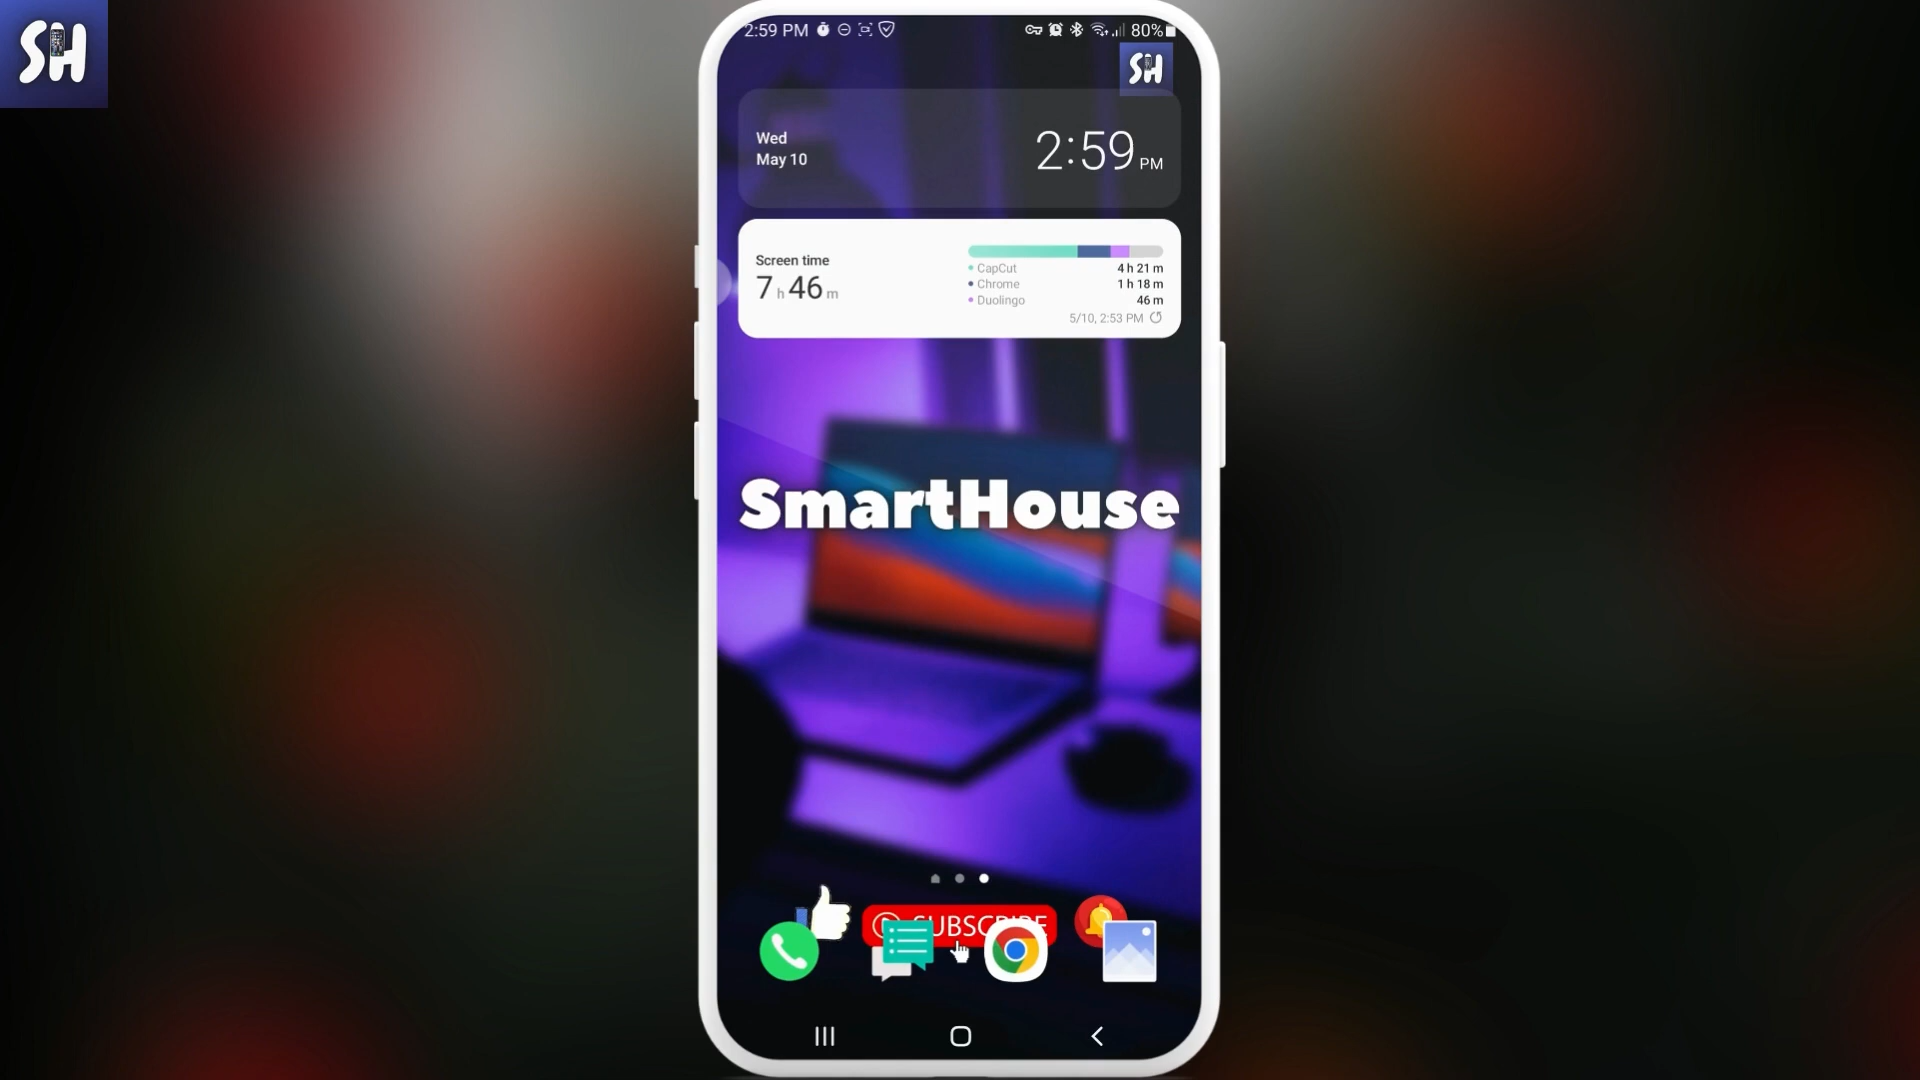 SH
2:59 PM
80%
SH
Wed
May 10
2:59 PM
Screen time
7 h 46 m
CapCut 4 h 21 m
Chrome 1 h 18 m
Duolingo 46 m
5/10, 2:53 PM
SmartHouse
SUBSCRIBE